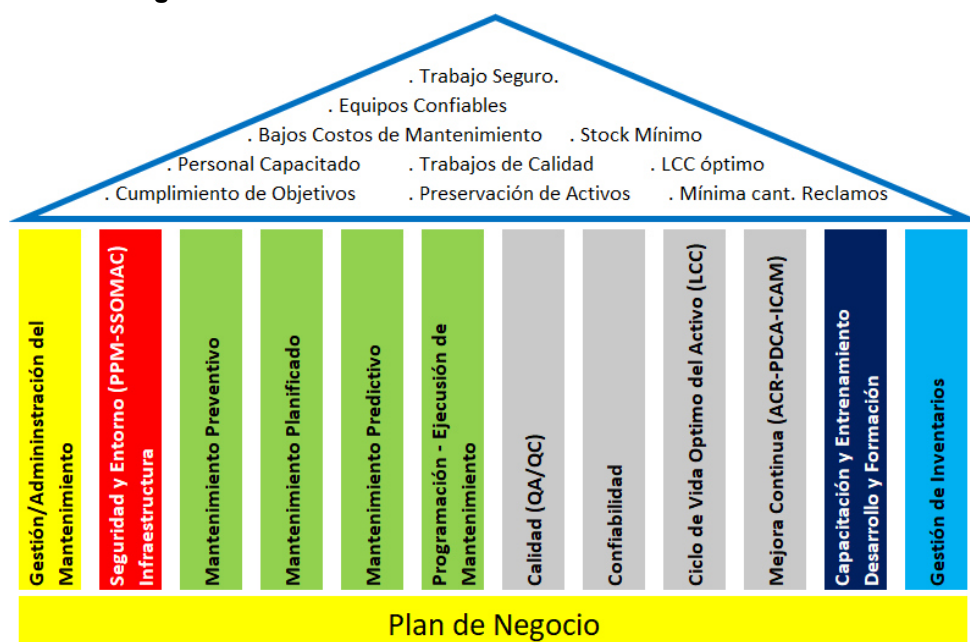 . Trabajo Seguro.
. Equipos Confiables
. Bajos Costos de Mantenimiento . Stock Mínimo
. Personal Capacitado . Trabajos de Calidad . LCC óptimo
. Cumplimiento de Objetivos . Preservación de Activos . Mínima cant. Reclamos
Gestión/Admininstración del
Mantenimiento
Seguridad y Entorno (PPM-SSOMAC)
Infraestructura
Mantenimiento Preventivo
Mantenimiento Planificado
Mantenimiento Predictivo
Programación - Ejecusión de
Mantenimiento
Calidad (QA/QC)
Confiabilidad
Ciclo de Vida Optimo del Activo (LCC)
Mejora Continua (ACR-PDCA-ICAM)
Capacitación y Entrenamiento
Desarrollo y Formación
Gestión de Inventarios
Plan de Negocio